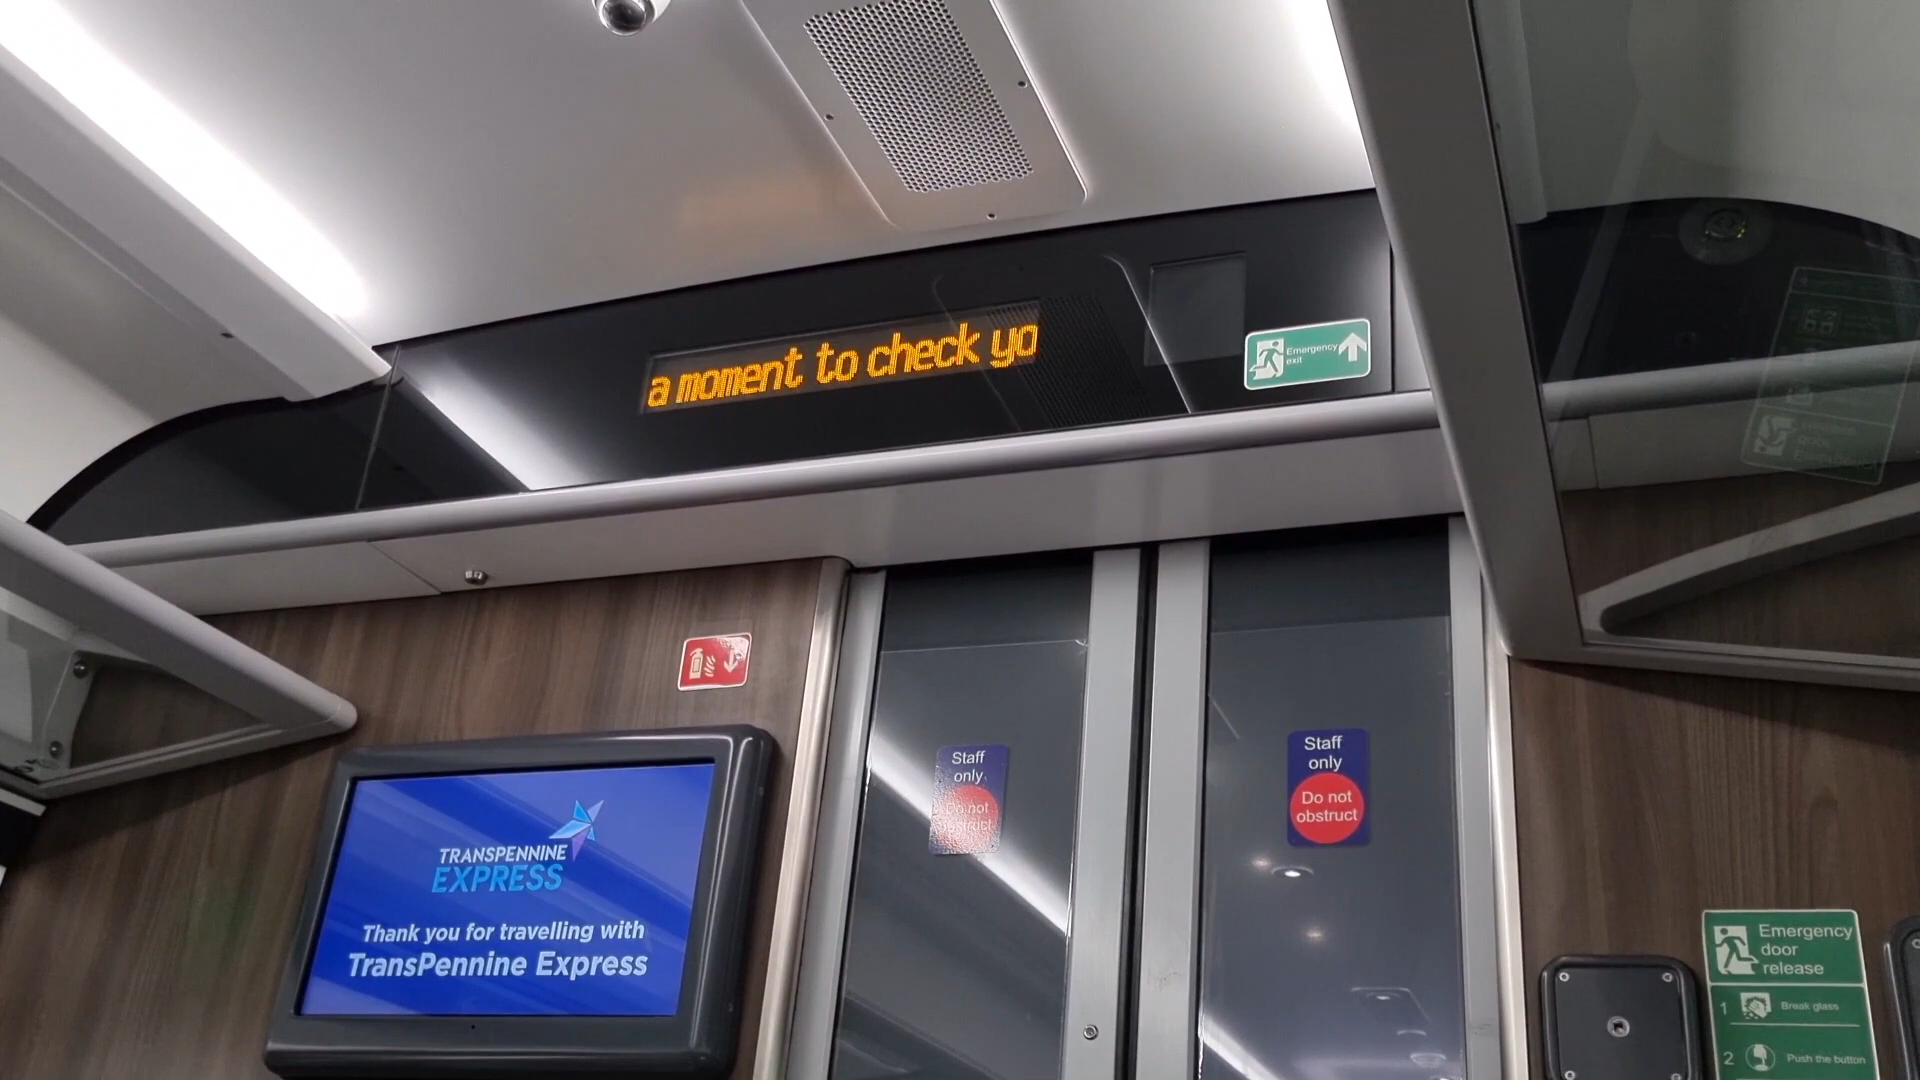 a moment to check yo
Emergency
exit
Staff
only
Do not
obstruct
Staff
only
Do not
obstruct
TRANSPENNINE
EXPRESS
Thank you for travelling with
TransPennine Express
Emergency
door
release
1 Break glass
2 Push the button